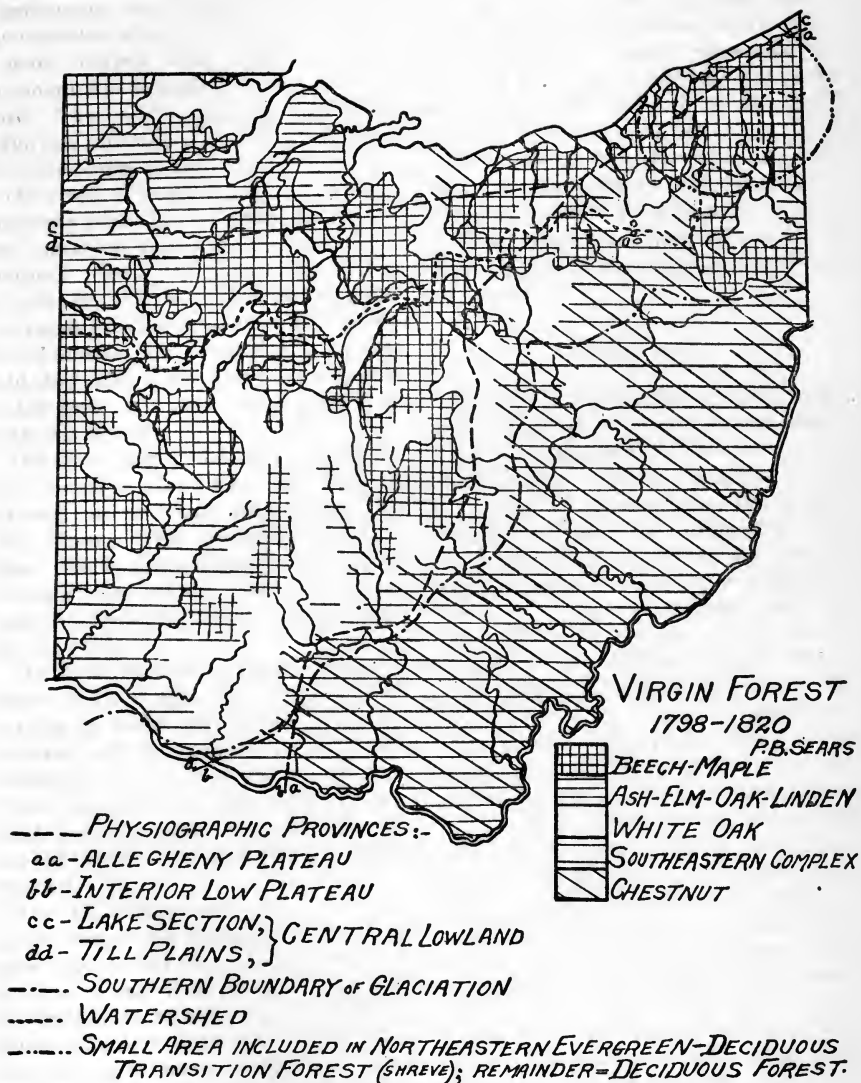 c
a
c
d
d
b
b a
VIRGIN FOREST
1798-1820
P.B. SEARS
BEECH-MAPLE
ASH-ELM-OAK-LINDEN
WHITE OAK
SOUTHEASTERN COMPLEX
CHESTNUT
PHYSIOGRAPHIC PROVINCES:-
aa-ALLEGHENY PLATEAU
bb-INTERIOR LOW PLATEAU
cc-LAKE SECTION,
dd-TILL PLAINS,
} CENTRAL LOWLAND
SOUTHERN BOUNDARY OF GLACIATION
WATERSHED
SMALL AREA INCLUDED IN NORTHEASTERN EVERGREEN-DECIDUOUS
TRANSITION FOREST (SHREVE); REMAINDER=DECIDUOUS FOREST.